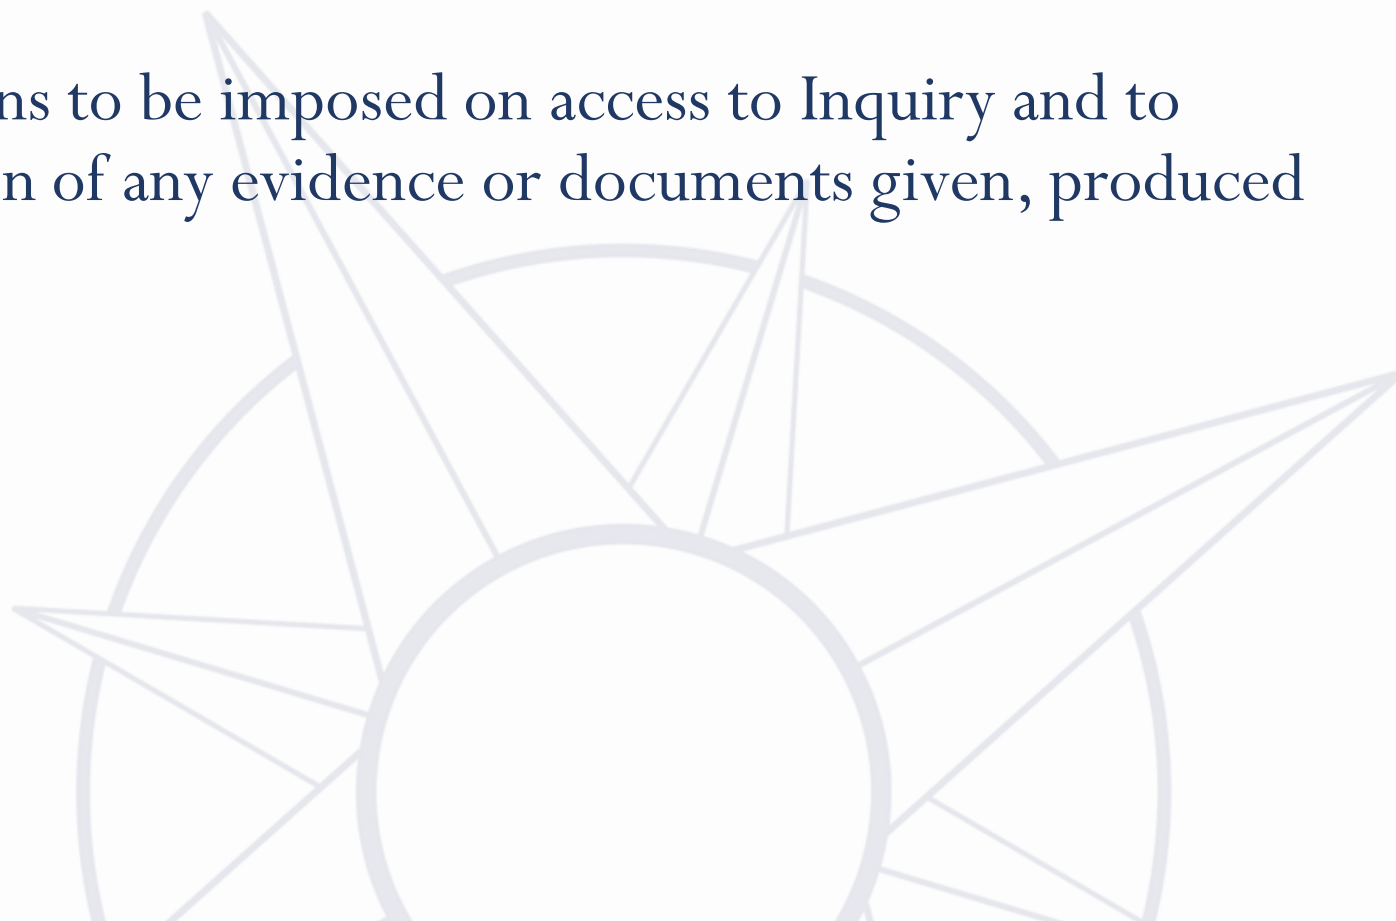 ns to be imposed on access to Inquiry and to
n of any evidence or documents given, produced